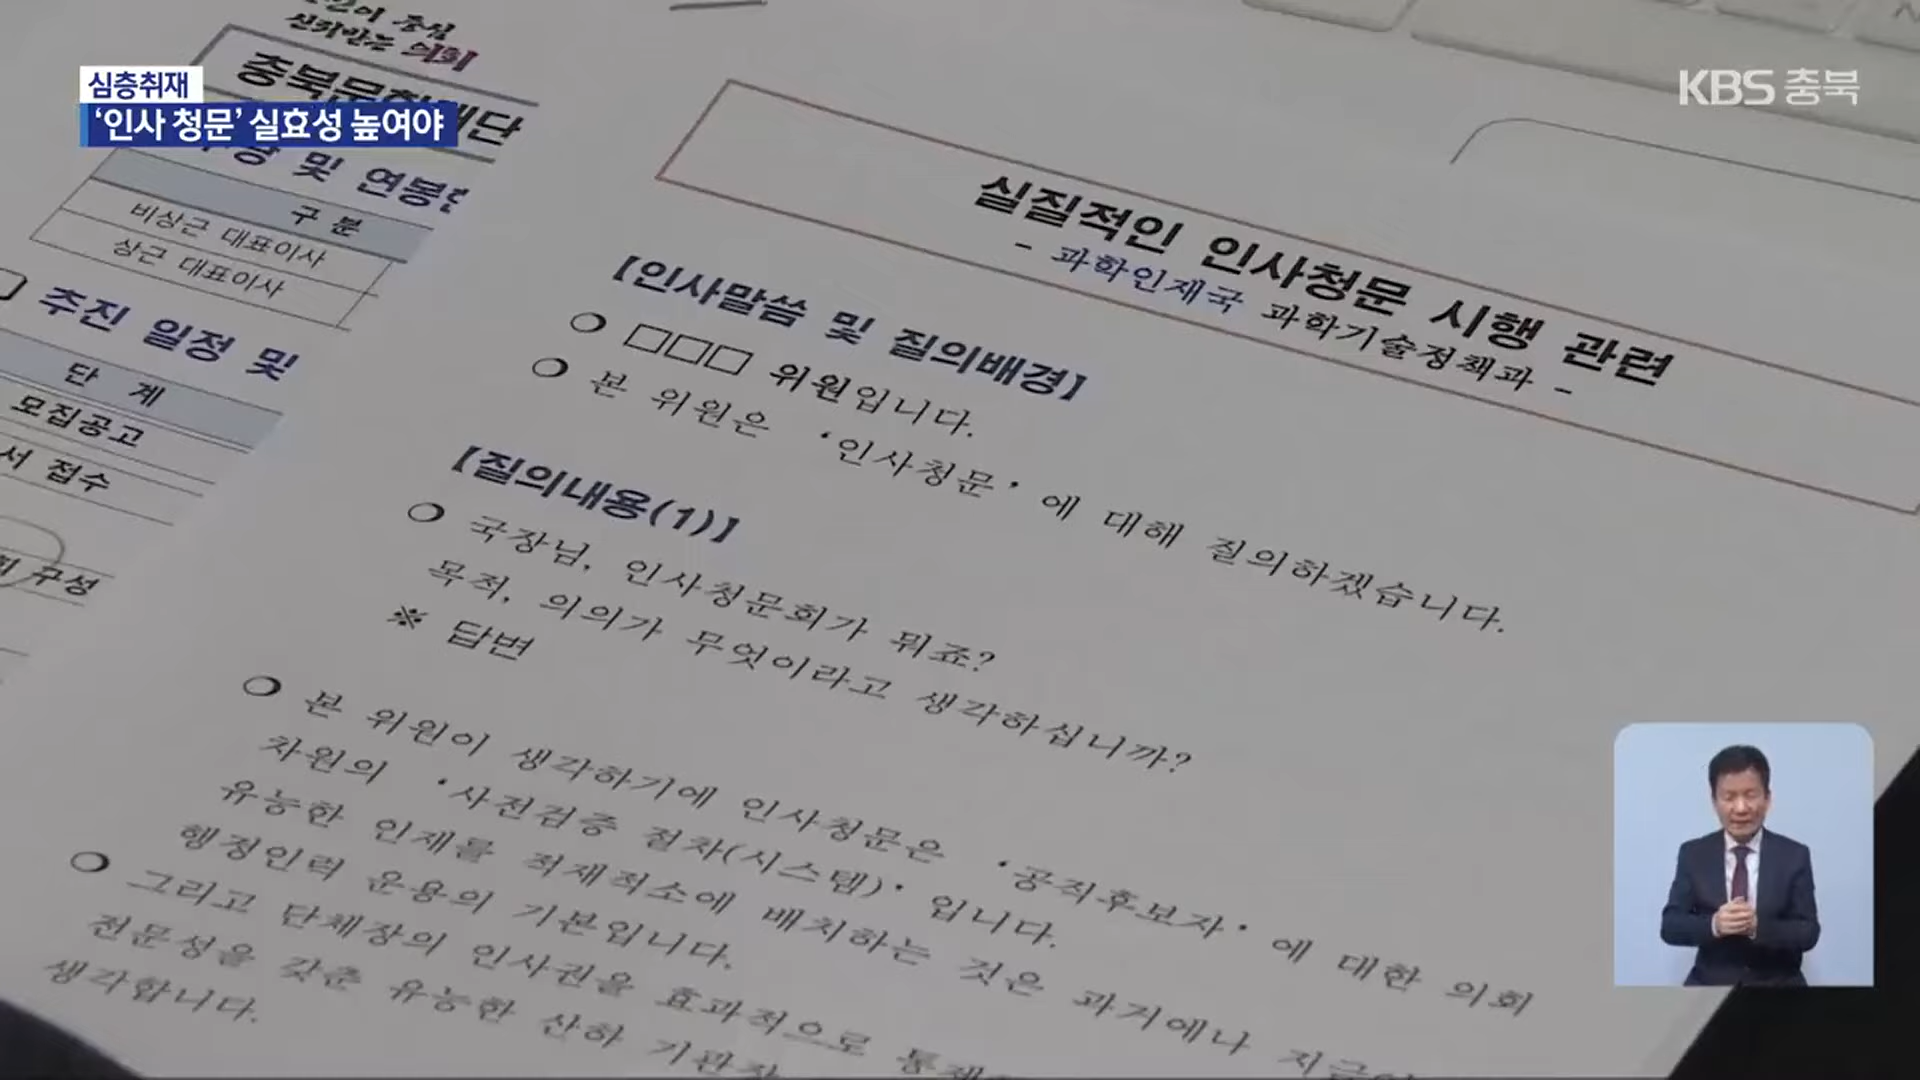 심층취재
‘인사 청문’ 실효성 높여야
KBS 충북
신뢰받는 의회
및 연봉
구 분
비상근 대표이사
상근 대표이사
추진 일정 및
단 계
모집공고
서 접수
구성
실질적인 인사청문 시행 관련
- 과학인재국 과학기술정책과 -
【인사말씀 및 질의배경】
❍ □□□ 위원입니다.
❍ 본 위원은 ‘인사청문’에 대해 질의하겠습니다.
【질의내용(1)】
❍ 국장님, 인사청문회가 뭐죠?
목적, 의의가 무엇이라고 생각하십니까?
※ 답변
❍ 본 위원이 생각하기에 인사청문은 ‘공직후보자’에 대한 의회
차원의 ‘사전검증 절차(시스템)’입니다.
유능한 인재를 적재적소에 배치하는 것은 과거에나
행정인력 운용의 기본입니다.
❍ 그리고 단체장의 인사권을 효과적으로
전문성을 갖춘 유능한 산하
생각합니다.